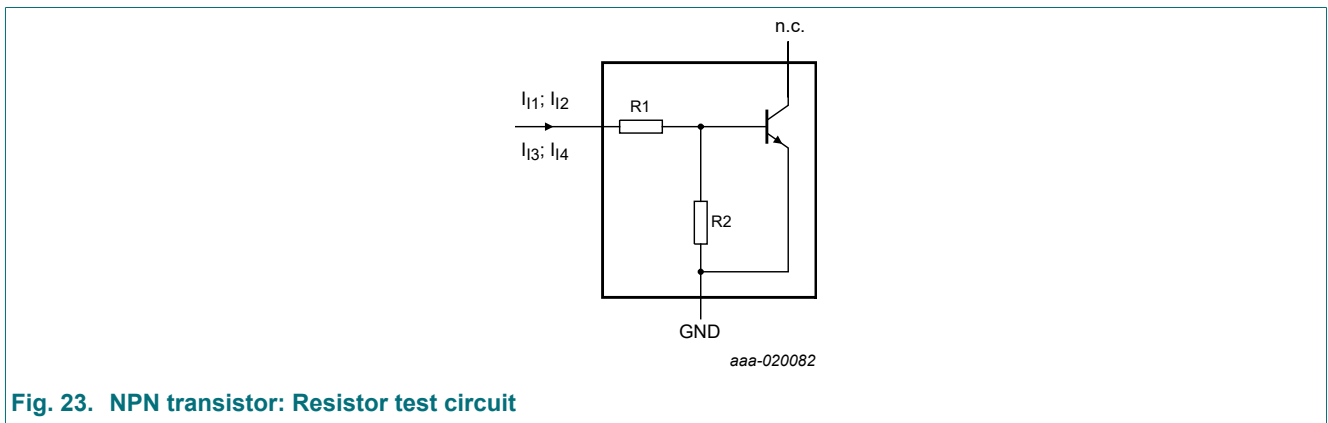 n.c.
I_I1; I_I2
R1
I_I3; I_I4
R2
GND
aaa-020082
Fig. 23. NPN transistor: Resistor test circuit